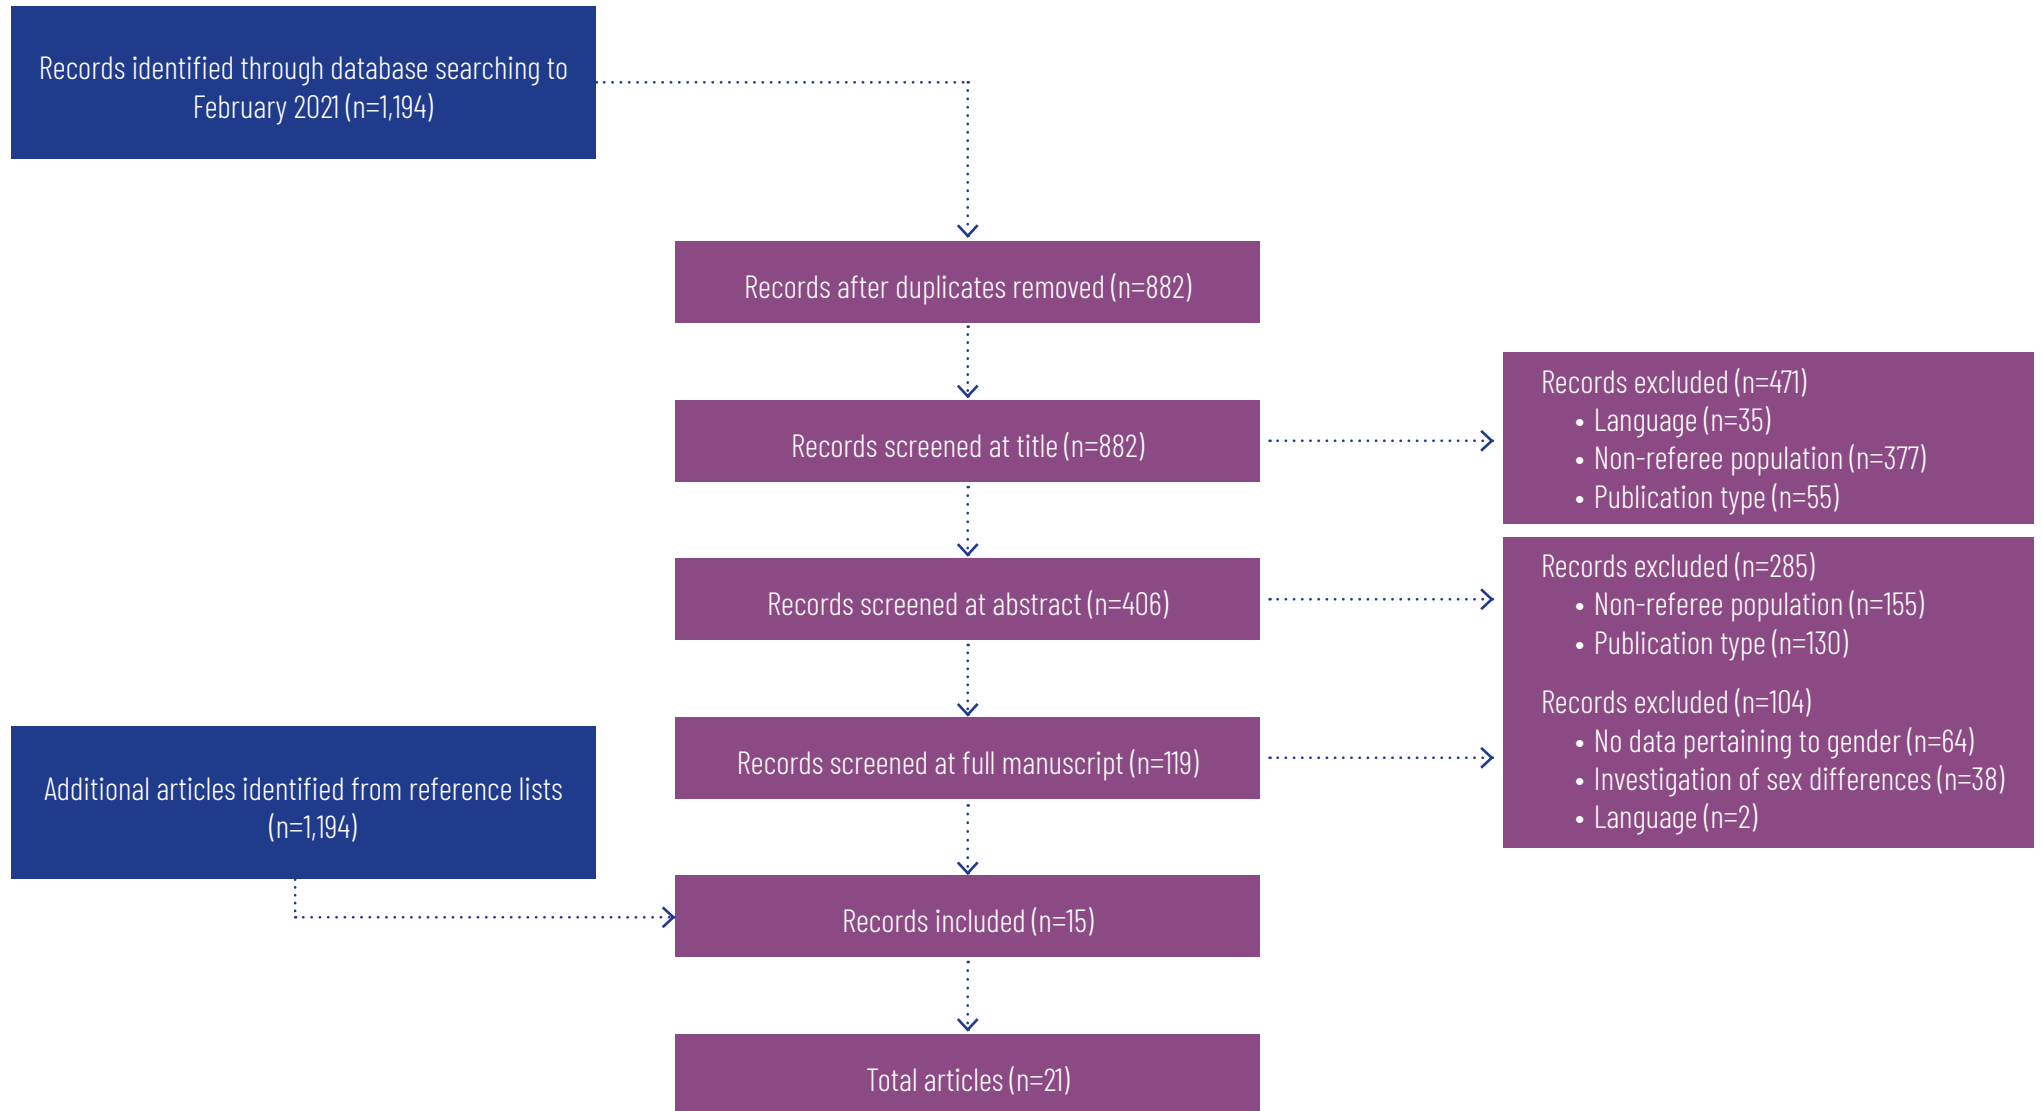 Records identified through database searching to
February 2021 (n=1,194)
Records after duplicates removed (n=882)
Records screened at title (n=882)
Records excluded (n=471)
• Language (n=35)
• Non-referee population (n=377)
• Publication type (n=55)
Records screened at abstract (n=406)
Records excluded (n=285)
• Non-referee population (n=155)
• Publication type (n=130)
Records screened at full manuscript (n=119)
Records excluded (n=104)
• No data pertaining to gender (n=64)
• Investigation of sex differences (n=38)
• Language (n=2)
Additional articles identified from reference lists
(n=1,194)
Records included (n=15)
Total articles (n=21)